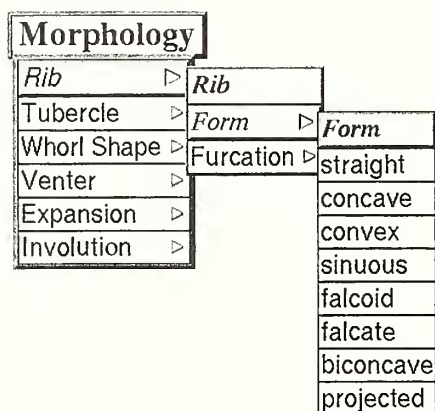 Morphology
Rib
Tubercle
Whorl Shape
Venter
Expansion
Involution
Rib
Form
Furcation
Form
straight
concave
convex
sinuous
falcoid
falcate
biconcave
projected